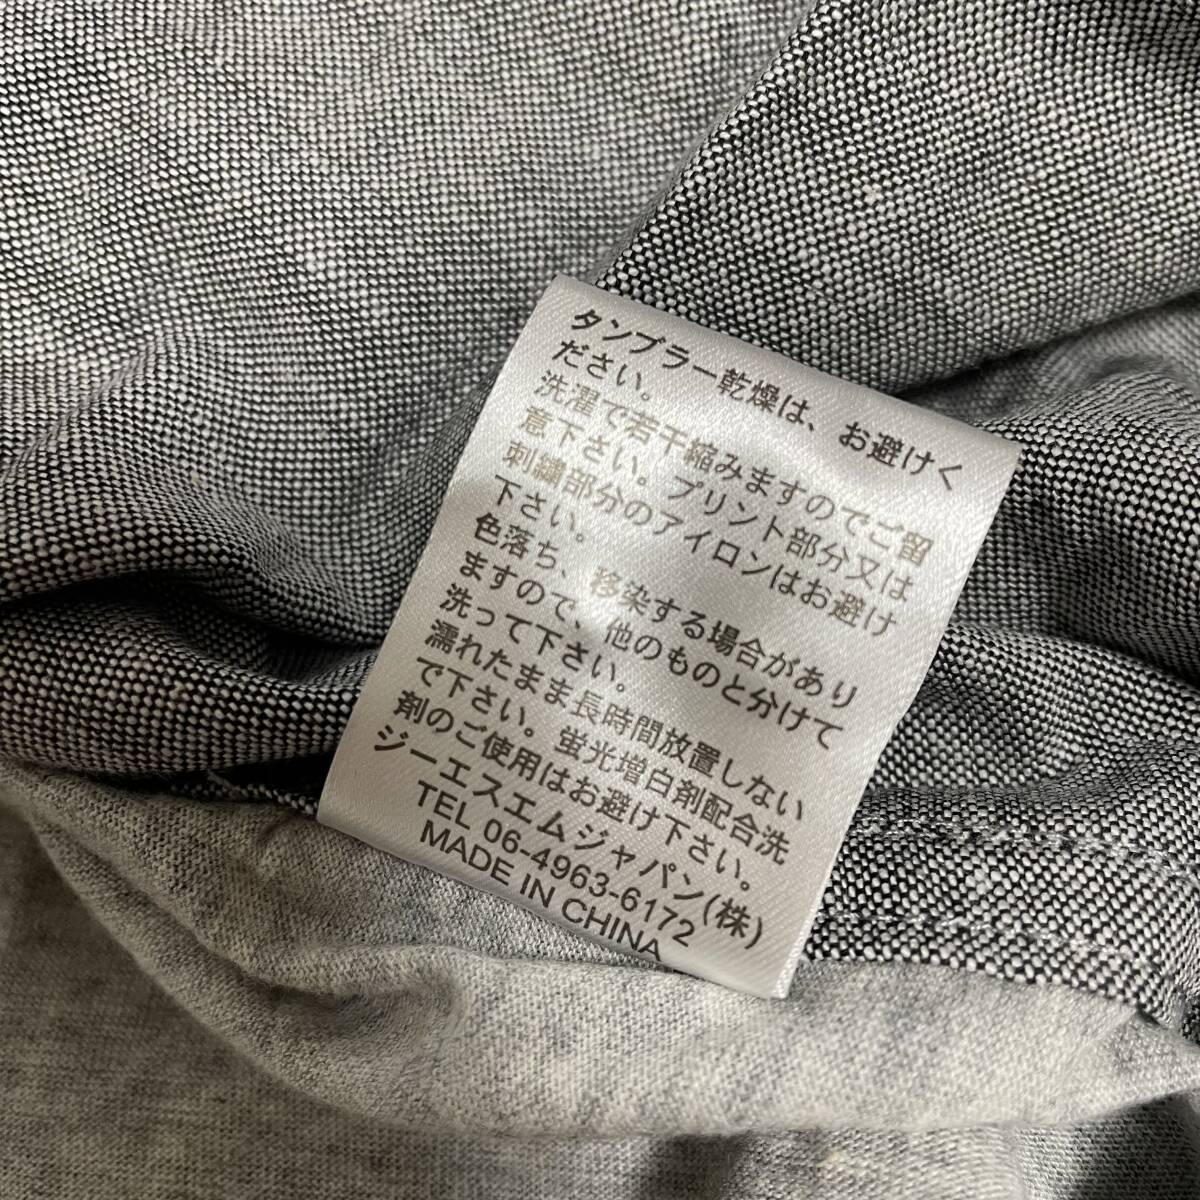 タンブラー乾燥は、お避けく
ださい。
洗濯で若干縮みますのでご留
意下さい。プリント部分又は
刺繍部分のアイロンはお避け
下さい。
色落ち、移染する場合があり
ますので、他のものと分けて
洗って下さい。
濡れたまま長時間放置しない
で下さい。蛍光増白剤配合洗
剤のご使用はお避け下さい。
ジーエスエムジャパン(株)
TEL 06-4963-6172
MADE IN CHINA